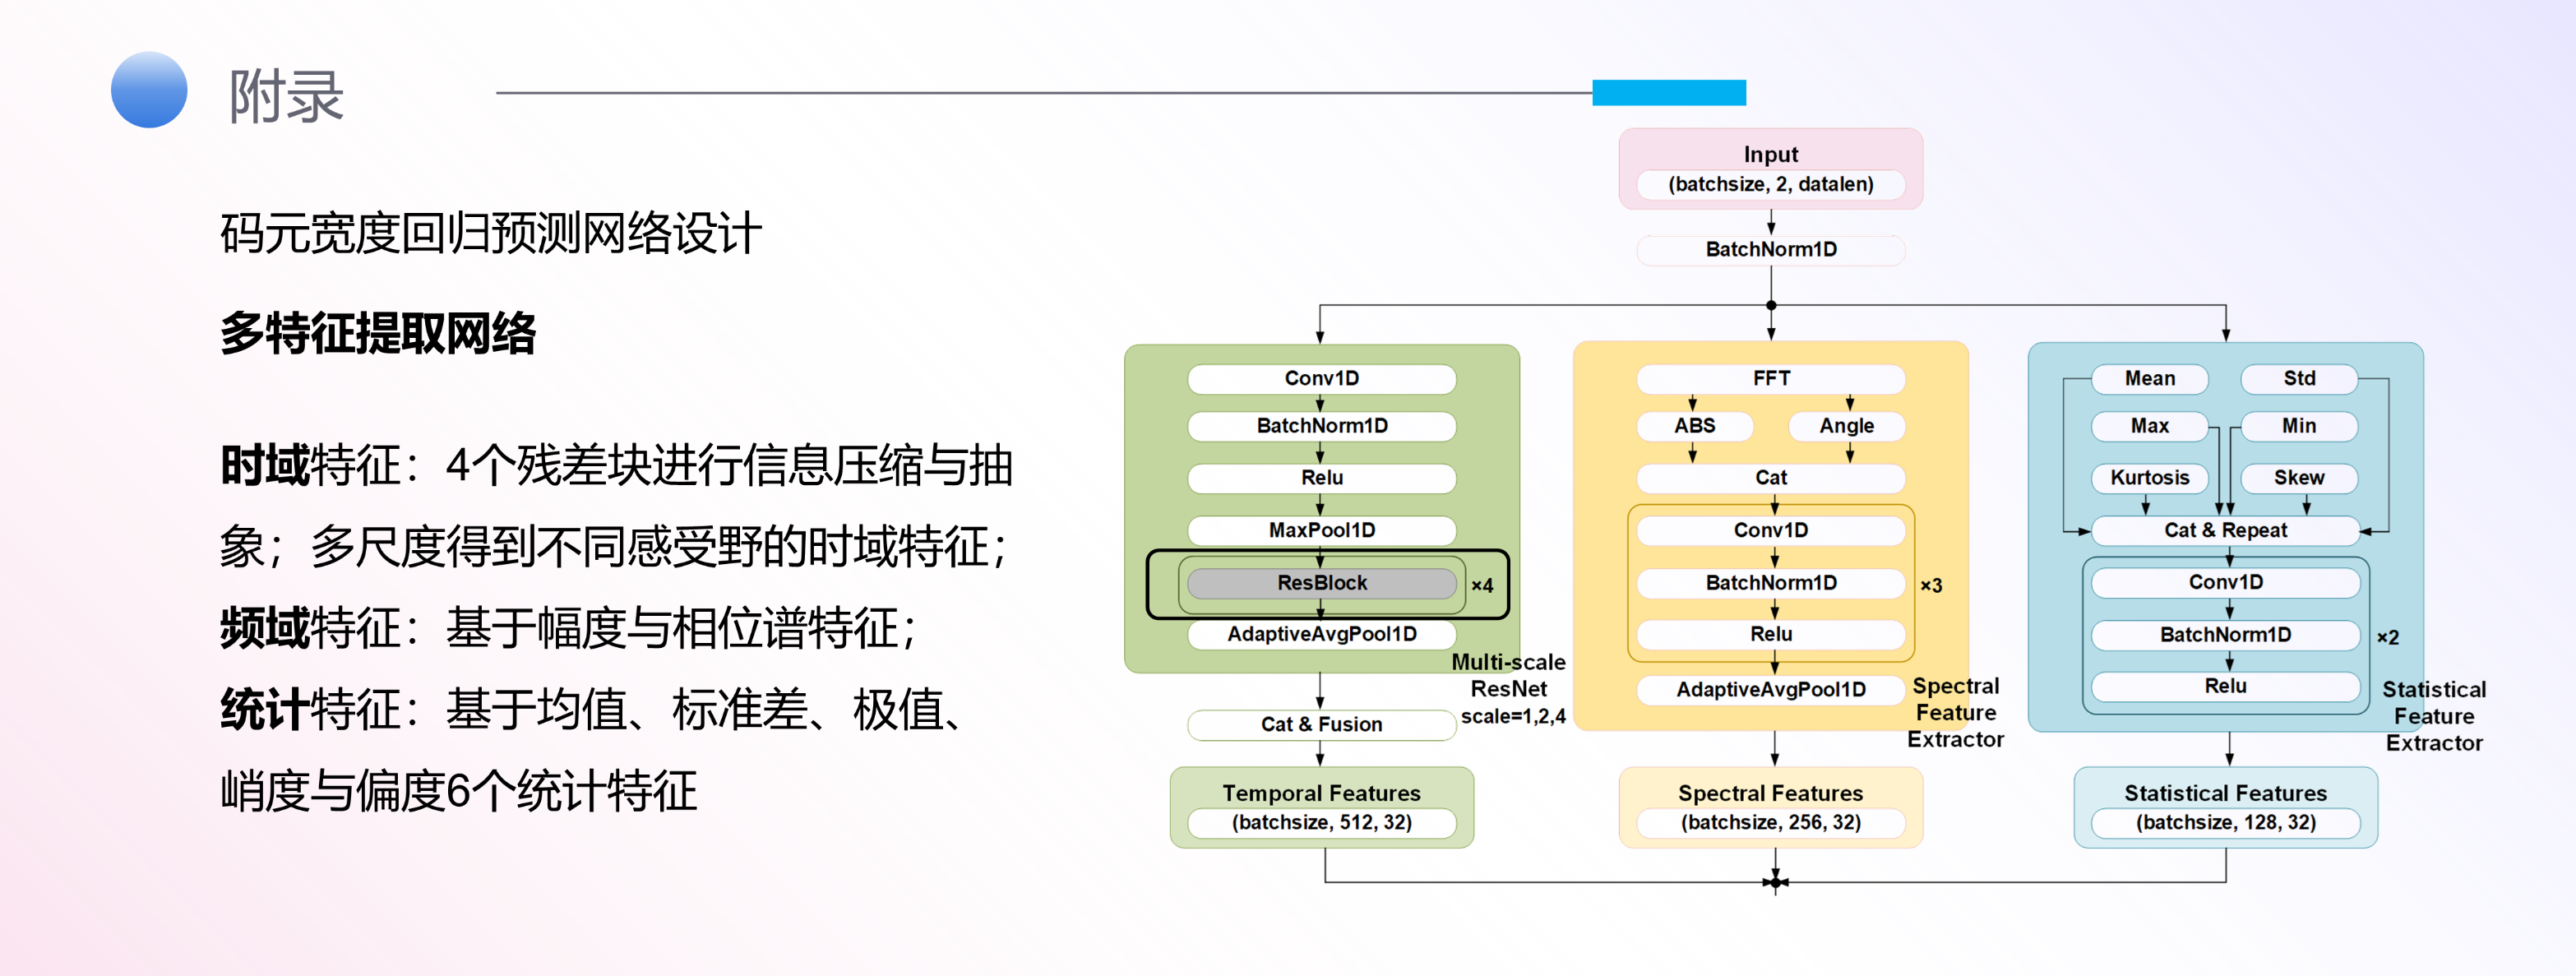 附录
码元宽度回归预测网络设计
多特征提取网络
时域特征：4个残差块进行信息压缩与抽
象；多尺度得到不同感受野的时域特征；
频域特征：基于幅度与相位谱特征；
统计特征：基于均值、标准差、极值、
峭度与偏度6个统计特征
Input
(batchsize, 2, datalen)
BatchNorm1D
Conv1D
BatchNorm1D
Relu
MaxPool1D
ResBlock
×4
AdaptiveAvgPool1D
Multi-scale
ResNet
scale=1,2,4
Cat & Fusion
Temporal Features
(batchsize, 512, 32)
FFT
ABS
Angle
Cat
Conv1D
BatchNorm1D
×3
Relu
AdaptiveAvgPool1D
Spectral
Feature
Extractor
Spectral Features
(batchsize, 256, 32)
Mean
Std
Max
Min
Kurtosis
Skew
Cat & Repeat
Conv1D
BatchNorm1D
×2
Relu
Statistical
Feature
Extractor
Statistical Features
(batchsize, 128, 32)